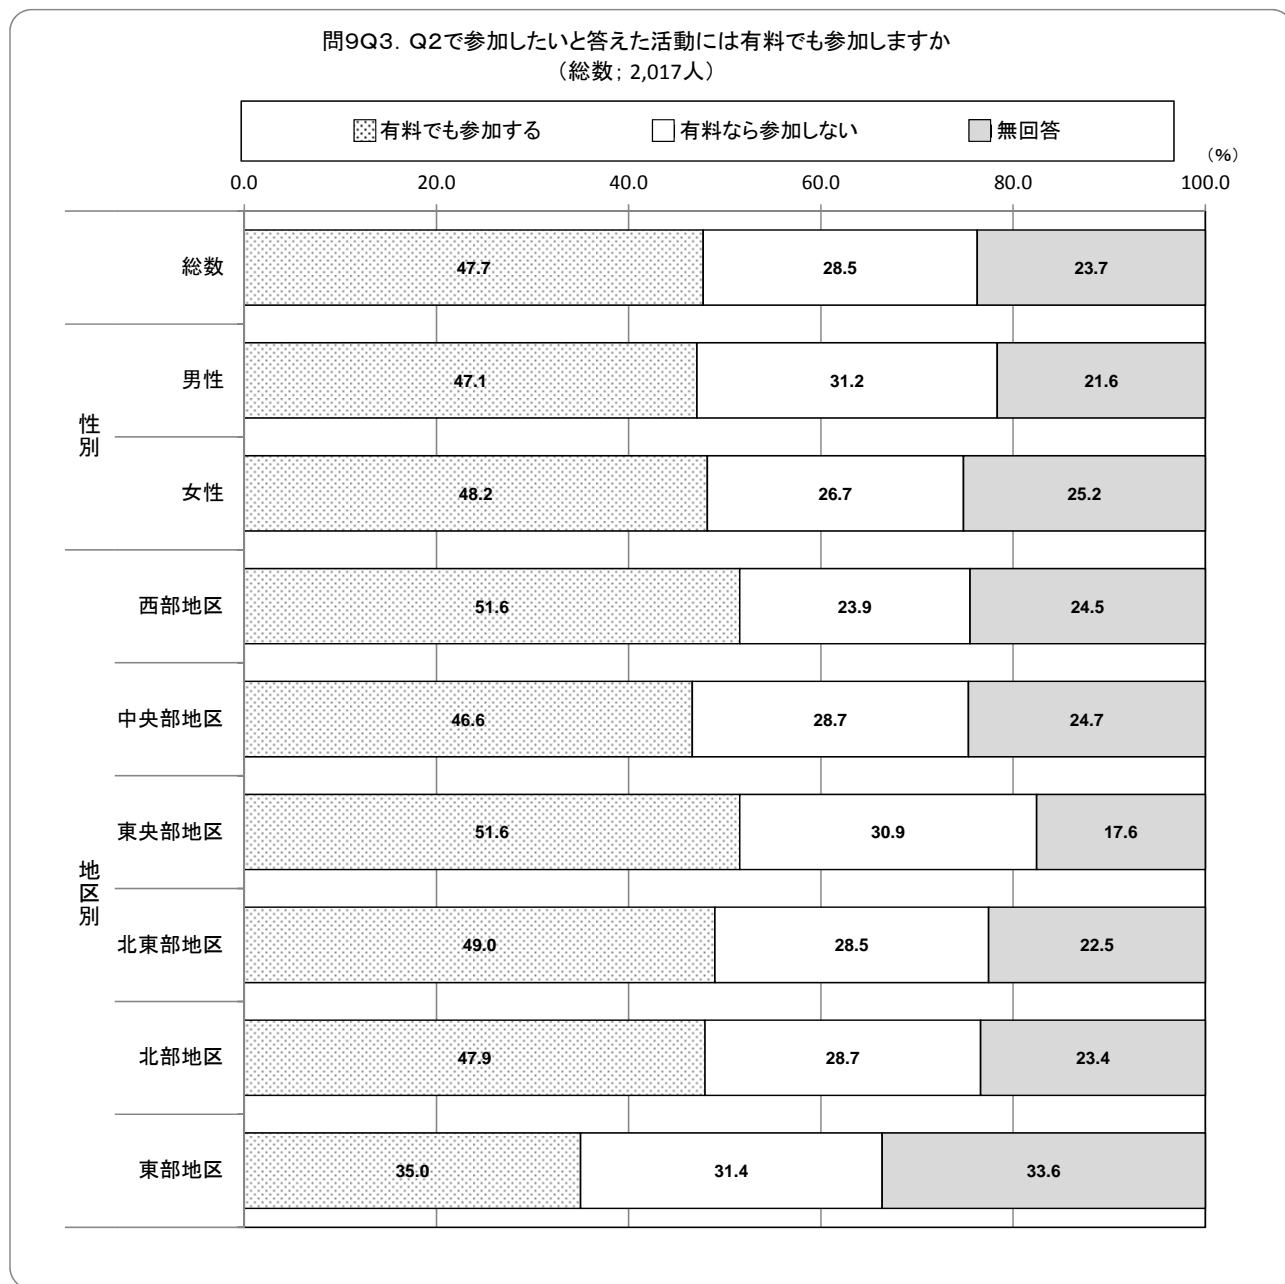 問9Q3．Q2で参加したいと答えた活動には有料でも参加しますか
（総数；2,017人）
有料でも参加する 有料なら参加しない 無回答
（%）
0.0 20.0 40.0 60.0 80.0 100.0
総数 47.7 28.5 23.7
性別
男性 47.1 31.2 21.6
女性 48.2 26.7 25.2
地区別
西部地区 51.6 23.9 24.5
中央部地区 46.6 28.7 24.7
東央部地区 51.6 30.9 17.6
北東部地区 49.0 28.5 22.5
北部地区 47.9 28.7 23.4
東部地区 35.0 31.4 33.6